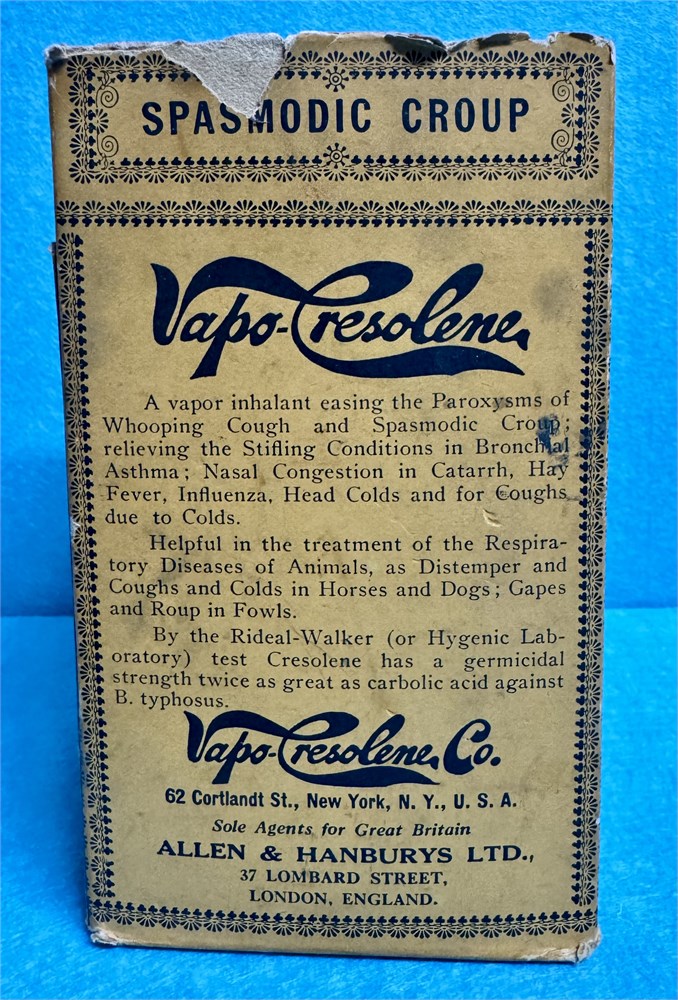 SPASMODIC CROUP
Vapo-Cresolene
A vapor inhalant easing the Paroxysms of
Whooping Cough and Spasmodic Croup;
relieving the Stifling Conditions in Bronchial
Asthma; Nasal Congestion in Catarrh, Hay
Fever, Influenza, Head Colds and for Coughs
due to Colds.
Helpful in the treatment of the Respira-
tory Diseases of Animals, as Distemper and
Coughs and Colds in Horses and Dogs; Gapes
and Roup in Fowls.
By the Rideal-Walker (or Hygenic Lab-
oratory) test Cresolene has a germicidal
strength twice as great as carbolic acid against
B. typhosus.
Vapo-Cresolene Co.
62 Cortlandt St., New York, N. Y., U. S. A.
Sole Agents for Great Britain
ALLEN & HANBURYS LTD.,
37 LOMBARD STREET,
LONDON, ENGLAND.